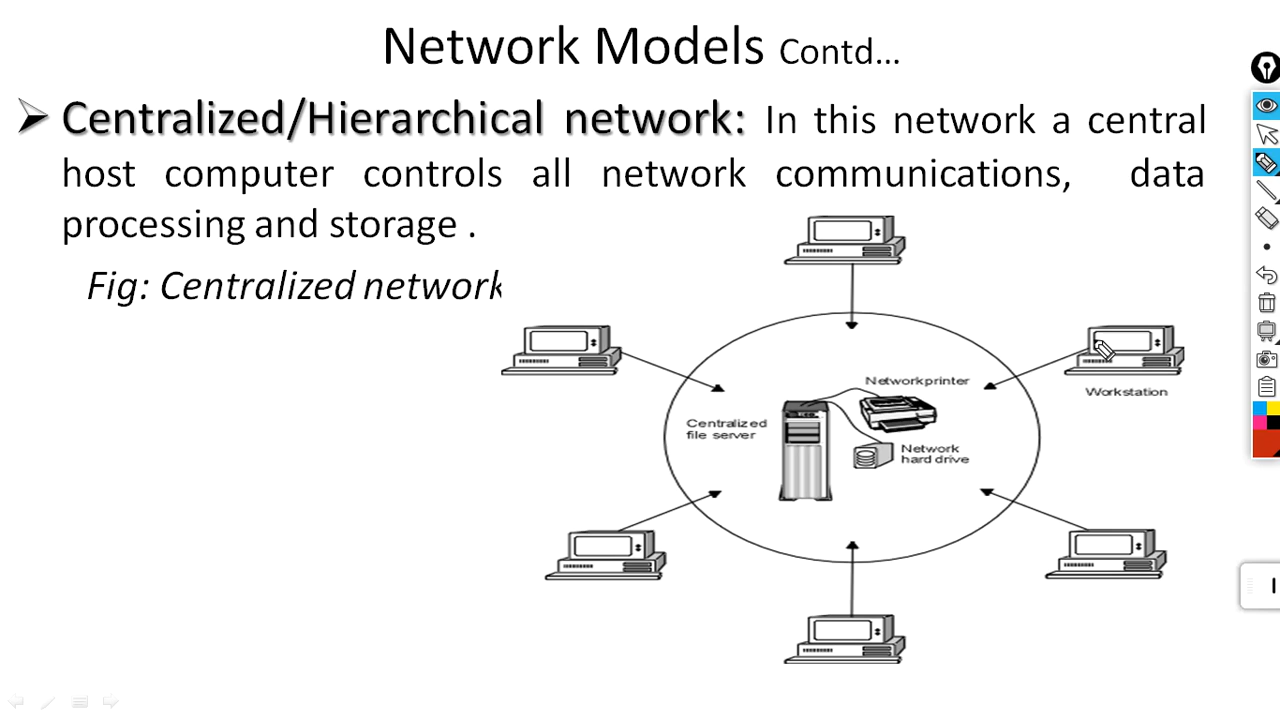 Network Models Contd...
➢ Centralized/Hierarchical network: In this network a central
host computer controls all network communications, data
processing and storage .
Fig: Centralized network
Networkprinter
Centralized
file server
Network
hard drive
Workstation